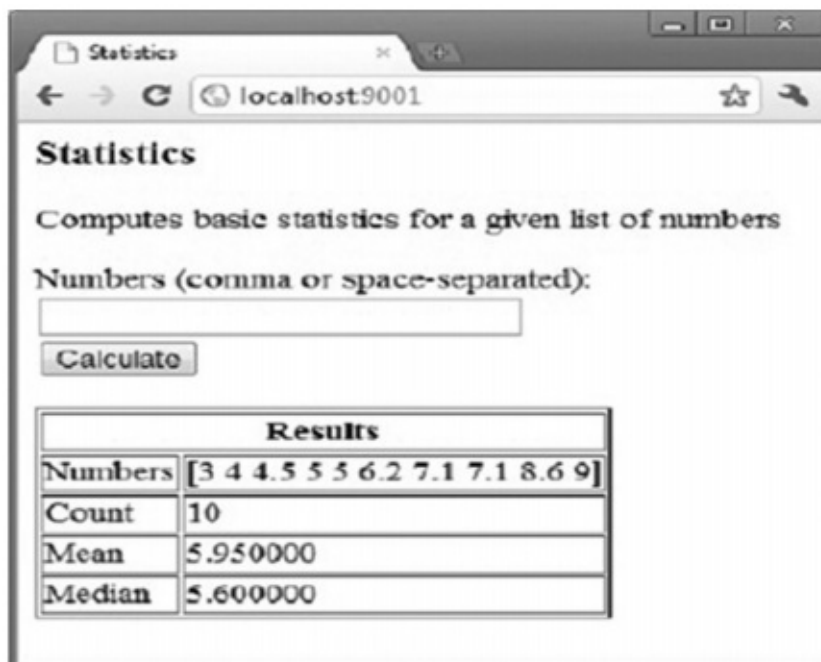 Statistics
localhost:9001
Statistics
Computes basic statistics for a given list of numbers
Numbers (comma or space-separated):
Calculate
Results
Numbers [3 4 4.5 5 5 6.2 7.1 7.1 8.6 9]
Count 10
Mean 5.950000
Median 5.600000